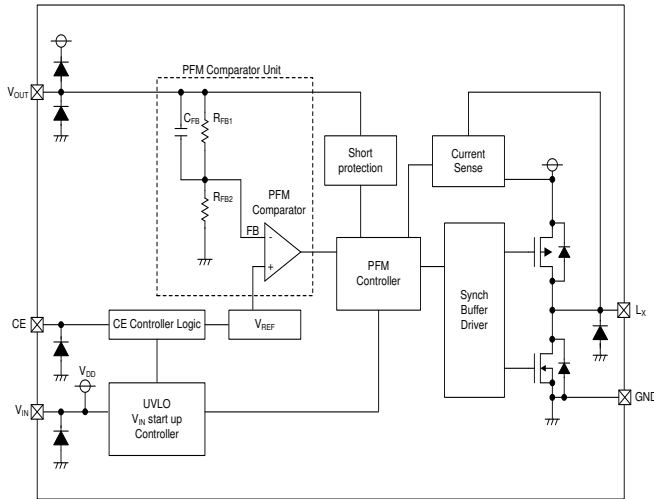 PFM Comparator Unit
VOUT
CFB
RFB1
Short
protection
Current
Sense
RFB2
PFM
Comparator
FB
-
+
PFM
Controller
Synch
Buffer
Driver
CE
CE Controller Logic
VREF
LX
VDD
VIN
UVLO
VIN start up
Controller
GND